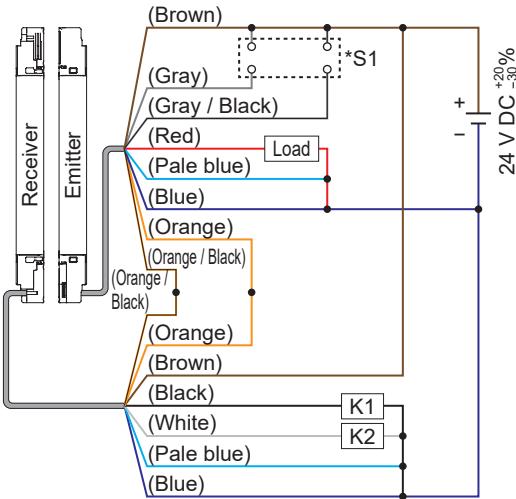 (Brown)
*S1
(Gray)
(Gray / Black)
(Red)
Load
(Pale blue)
(Blue)
(Orange)
(Orange / Black)
(Orange /
Black)
(Orange)
(Brown)
(Black)
K1
(White)
K2
(Pale blue)
(Blue)
Receiver
Emitter
+
−
24 V DC +20 −30 %